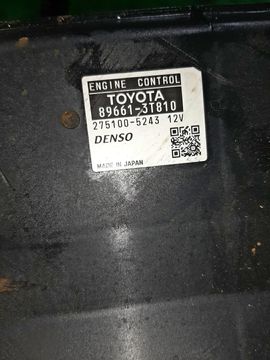 ENGINE CONTROL
TOYOTA
89661-3T810
275100-5243 12V
DENSO
MADE IN JAPAN